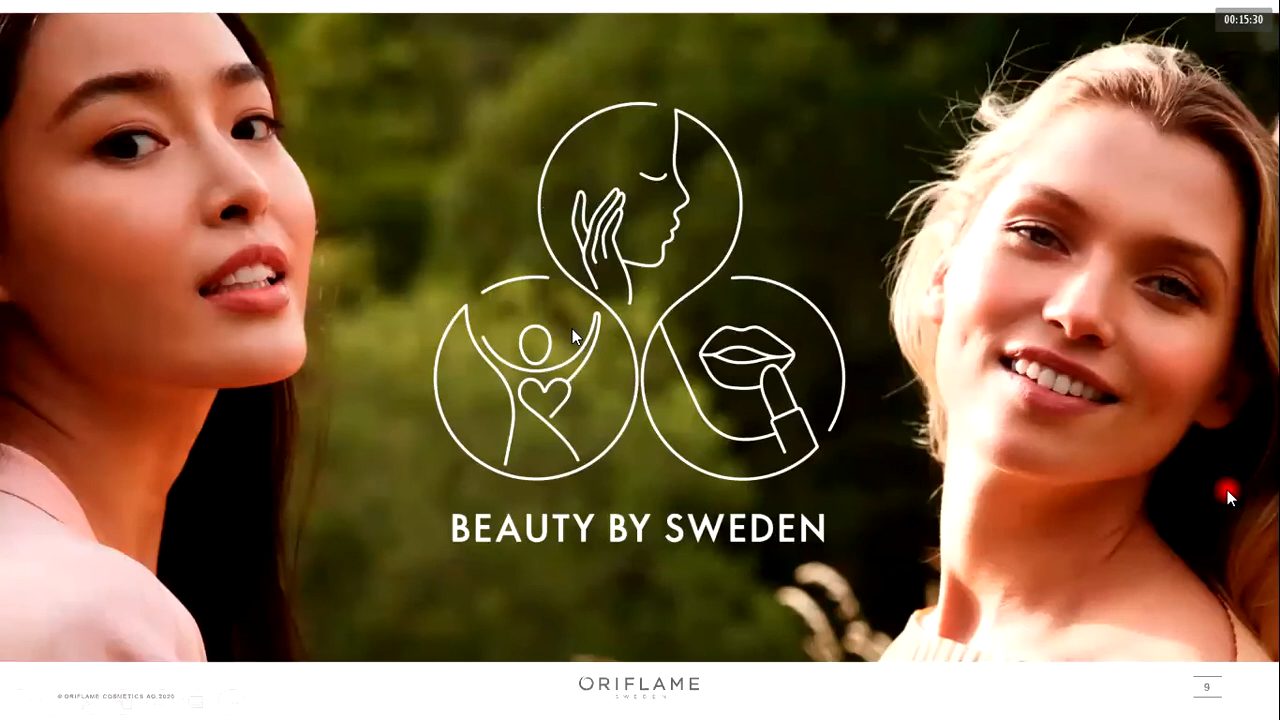 00:15:30
BEAUTY BY SWEDEN
© ORIFLAME COSMETICS AG 2020
ORIFLAME
SWEDEN
9